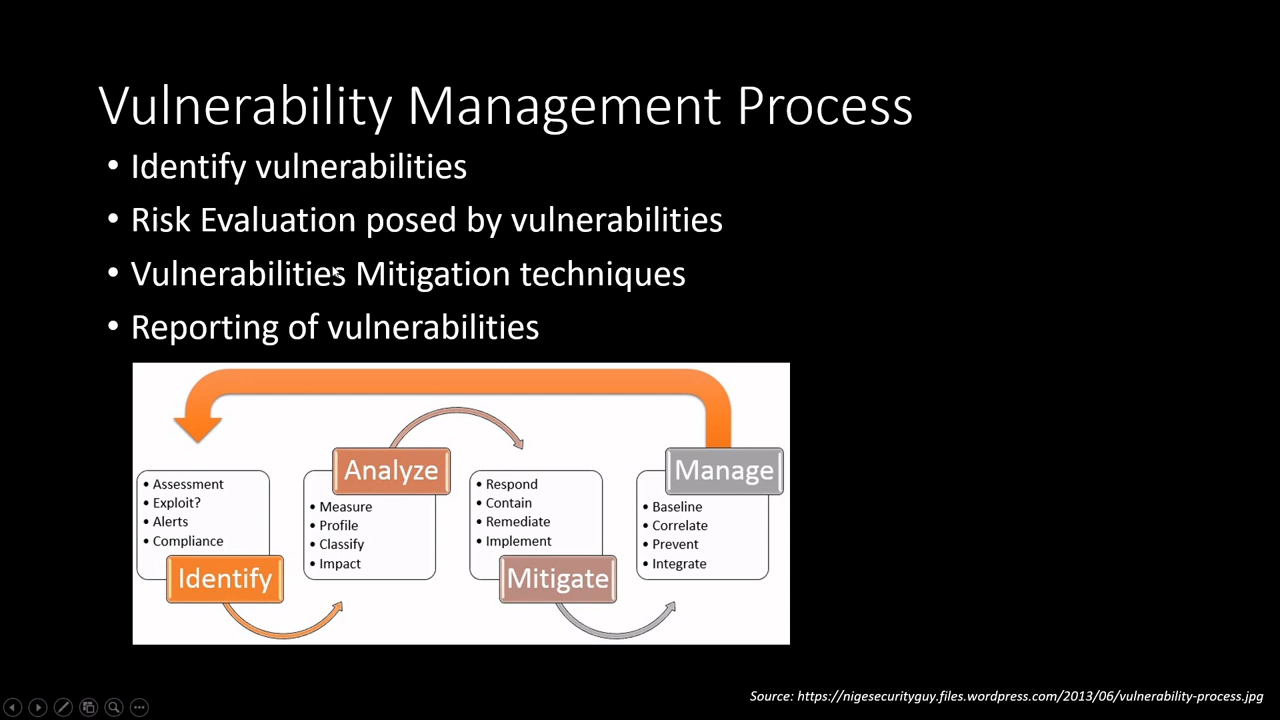 Vulnerability Management Process
• Identify vulnerabilities
• Risk Evaluation posed by vulnerabilities
• Vulnerabilities Mitigation techniques
• Reporting of vulnerabilities
• Assessment
• Exploit?
• Alerts
• Compliance
Identify
Analyze
• Measure
• Profile
• Classify
• Impact
• Respond
• Contain
• Remediate
• Implement
Mitigate
Manage
• Baseline
• Correlate
• Prevent
• Integrate
Source: https://nigesecurityguy.files.wordpress.com/2013/06/vulnerability-process.jpg